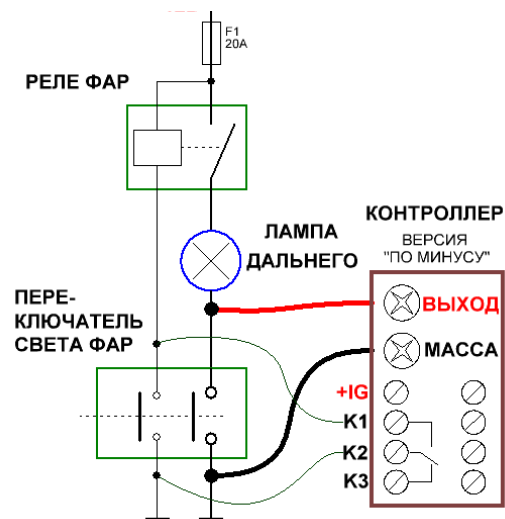 F1
20A
РЕЛЕ ФАР
ЛАМПА
ДАЛЬНЕГО
КОНТРОЛЛЕР
ВЕРСИЯ
"ПО МИНУСУ"
ПЕРЕ-
КЛЮЧАТЕЛЬ
СВЕТА ФАР
ВЫХОД
МАССА
+IG
K1
K2
K3